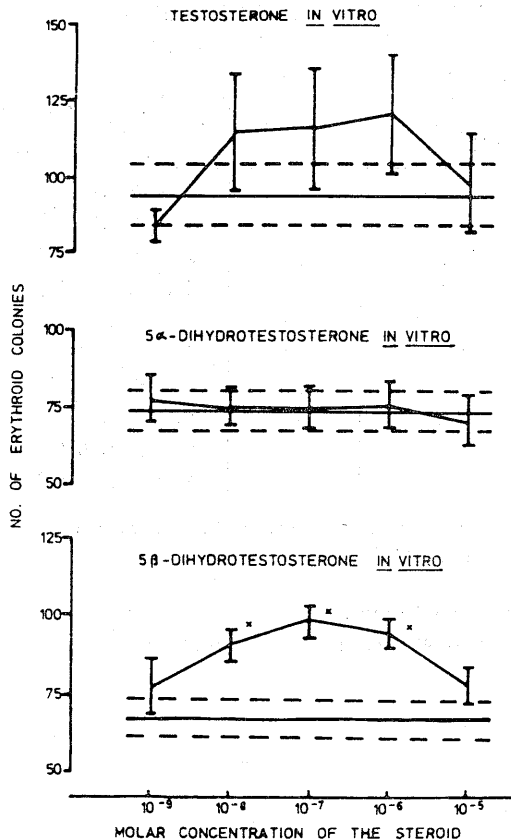 TESTOSTERONE IN VITRO
150
125
100
75
5α-DIHYDROTESTOSTERONE IN VITRO
100
75
50
5β-DIHYDROTESTOSTERONE IN VITRO
125
100
x
x
x
75
50
NO. OF ERYTHROID COLONIES
10⁻⁹ 10⁻⁸ 10⁻⁷ 10⁻⁶ 10⁻⁵
MOLAR CONCENTRATION OF THE STEROID